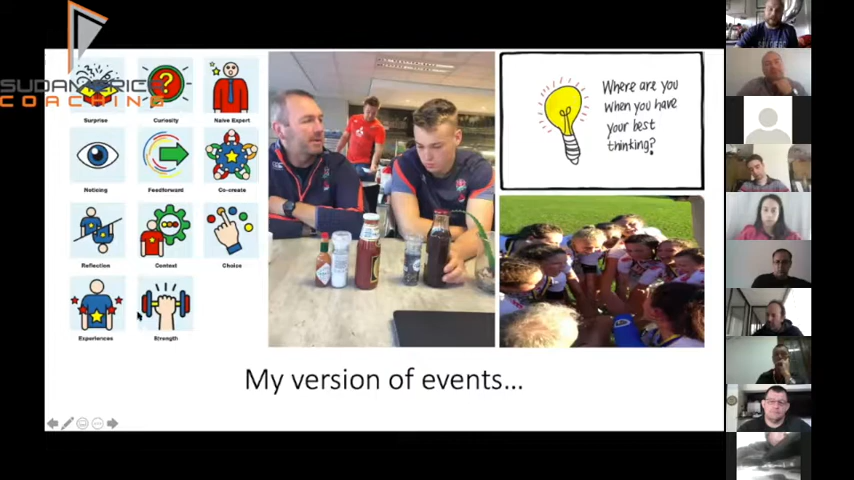 SUDAMERICA
COACHING
Surprise
Curiosity
Naive Expert
Noticing
Feedforward
Co-create
Reflection
Context
Choice
Experiences
Strength
Where are you
when you have
your best
thinking?
My version of events...